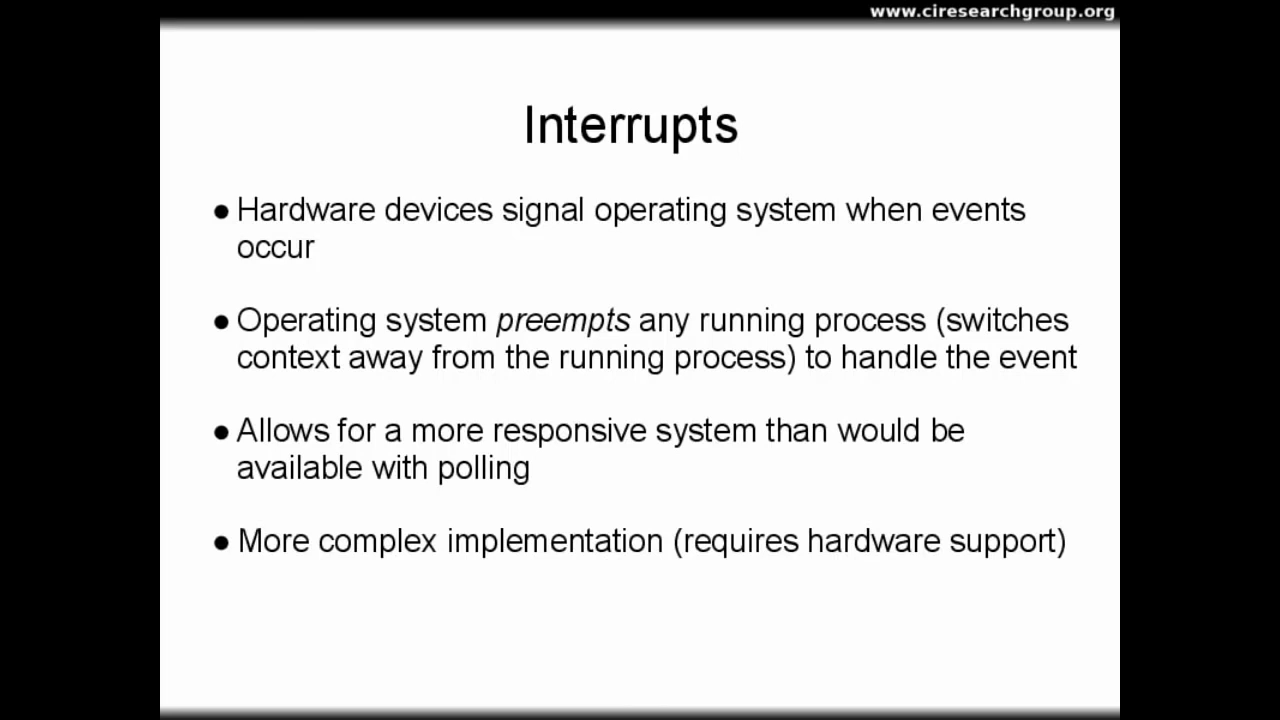 www.ciresearchgroup.org
Interrupts
● Hardware devices signal operating system when events
occur
● Operating system preempts any running process (switches
context away from the running process) to handle the event
● Allows for a more responsive system than would be
available with polling
● More complex implementation (requires hardware support)